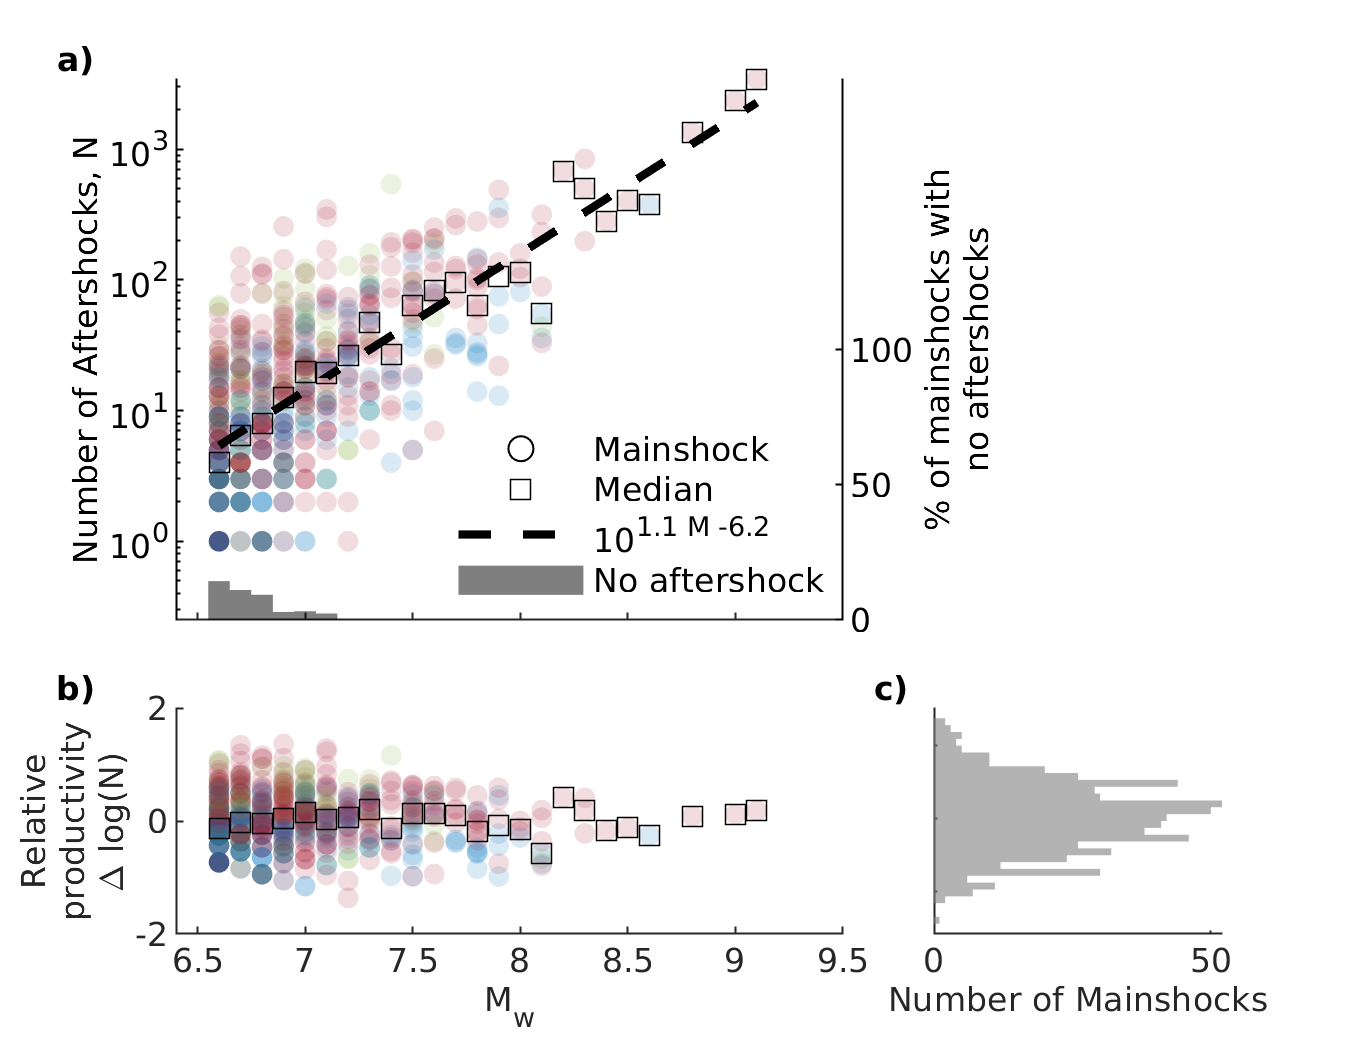 a)
Number of Aftershocks, N
10^3
10^2
10^1
10^0
100
50
0
% of mainshocks with
no aftershocks
Mainshock
Median
10^1.1 M -6.2
No aftershock
b)
Relative
productivity
Δ log(N)
2
0
-2
6.5 7 7.5 8 8.5 9 9.5
M_w
c)
0 50
Number of Mainshocks